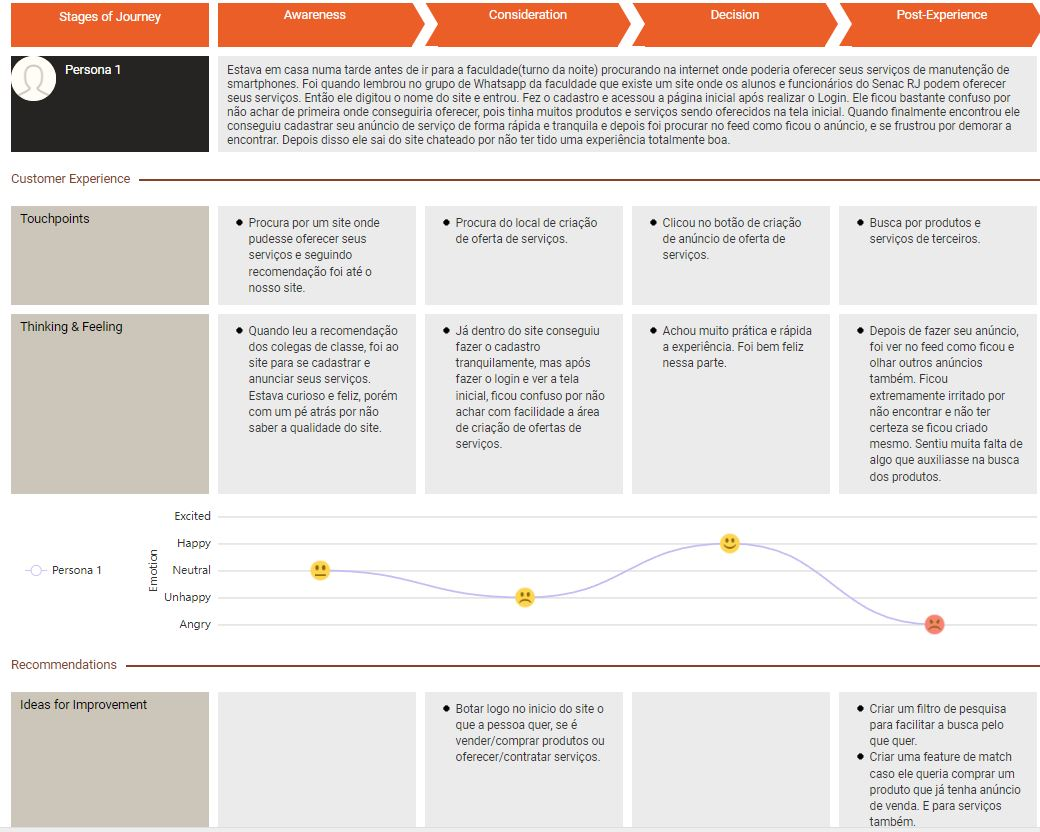 Stages of Journey
Awareness
Consideration
Decision
Post-Experience
Persona 1
Estava em casa numa tarde antes de ir para a faculdade(turno da noite) procurando na internet onde poderia oferecer seus serviços de manutenção de
smartphones. Foi quando lembrou no grupo de Whatsapp da faculdade que existe um site onde os alunos e funcionários do Senac RJ podem oferecer
seus serviços. Então ele digitou o nome do site e entrou. Fez o cadastro e acessou a página inicial após realizar o Login. Ele ficou bastante confuso por
não achar de primeira onde conseguiria oferecer, pois tinha muitos produtos e serviços sendo oferecidos na tela inicial. Quando finalmente encontrou ele
conseguiu cadastrar seu anúncio de serviço de forma rápida e tranquila e depois foi procurar no feed como ficou o anúncio, e se frustrou por demorar a
encontrar. Depois disso ele sai do site chateado por não ter tido uma experiência totalmente boa.
Customer Experience
Touchpoints
Procura por um site onde
pudesse oferecer seus
serviços e seguindo
recomendação foi até o
nosso site.
Procura do local de criação
de oferta de serviços.
Clicou no botão de criação
de anúncio de oferta de
serviços.
Busca por produtos e
serviços de terceiros.
Thinking & Feeling
Quando leu a recomendação
dos colegas de classe, foi ao
site para se cadastrar e
anunciar seus serviços.
Estava curioso e feliz, porém
com um pé atrás por não
saber a qualidade do site.
Já dentro do site conseguiu
fazer o cadastro
tranquilamente, mas após
fazer o login e ver a tela
inicial, ficou confuso por não
achar com facilidade a área
de criação de ofertas de
serviços.
Achou muito prática e rápida
a experiência. Foi bem feliz
nessa parte.
Depois de fazer seu anúncio,
foi ver no feed como ficou e
olhar outros anúncios
também. Ficou
extremamente irritado por
não encontrar e não ter
certeza se ficou criado
mesmo. Sentiu muita falta de
algo que auxiliasse na busca
dos produtos.
Persona 1
Emotion
Excited
Happy
Neutral
Unhappy
Angry
Recommendations
Ideas for Improvement
Botar logo no inicio do site o
que a pessoa quer, se é
vender/comprar produtos ou
oferecer/contratar serviços.
Criar um filtro de pesquisa
para facilitar a busca pelo
que quer.
Criar uma feature de match
caso ele queria comprar um
produto que já tenha anúncio
de venda. E para serviços
também.